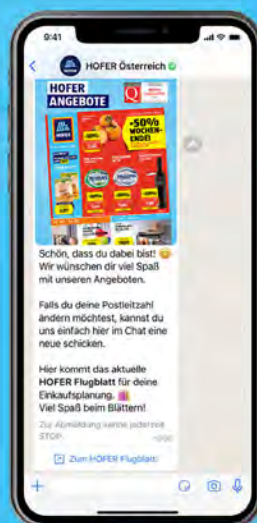 9:41
HOFER Österreich
HOFER
ANGEBOTE
HOFER
-50%
WOCHEN-
ENDE!
Schön, dass du dabei bist!
Wir wünschen dir viel Spaß
mit unseren Angeboten.
Falls du deine Postleitzahl
ändern möchtest, kannst du
uns einfach hier im Chat eine
neue schicken.
Hier kommt das aktuelle
HOFER Flugblatt für deine
Einkaufsplanung.
Viel Spaß beim Blättern!
Zur Abmeldung sende jederzeit
STOP.
Zum HOFER Flugblatt